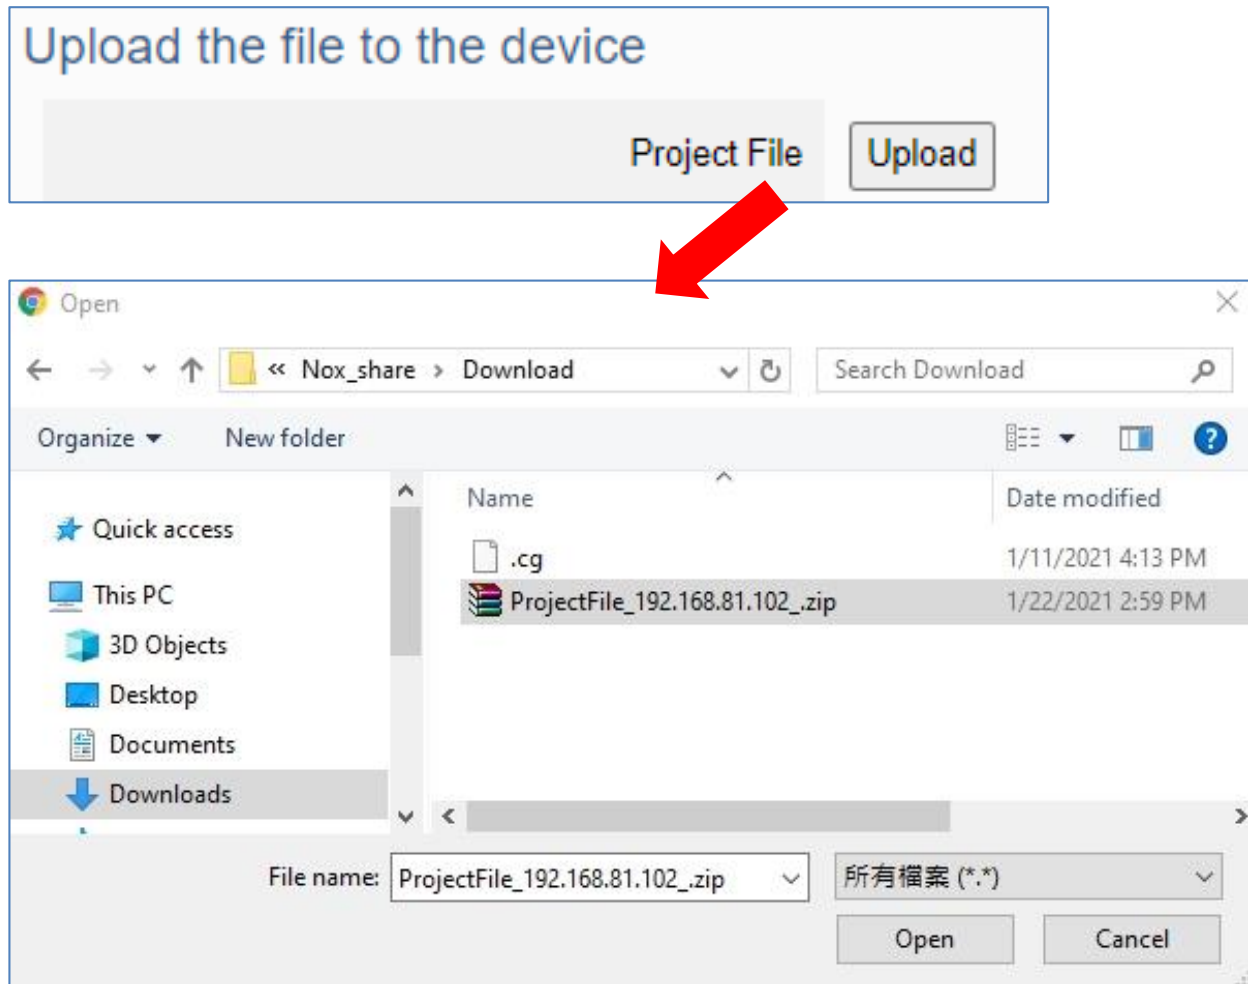 Upload the file to the device
Project File Upload
Open
« Nox_share › Download Search Download
Organize New folder
Name Date modified
Quick access
.cg 1/11/2021 4:13 PM
This PC
ProjectFile_192.168.81.102_.zip 1/22/2021 2:59 PM
3D Objects
Desktop
Documents
Downloads
File name: ProjectFile_192.168.81.102_.zip 所有檔案 (*.*)
Open Cancel